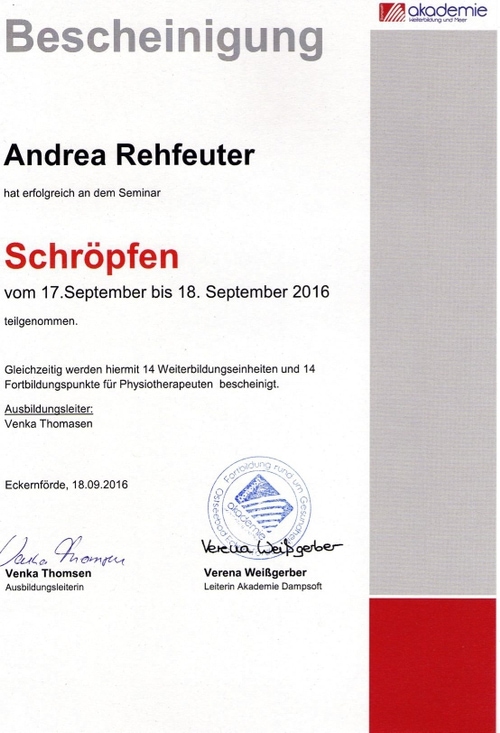 akademie
Weiterbildung und Meer
Bescheinigung
Andrea Rehfeuter
hat erfolgreich an dem Seminar
Schröpfen
vom 17.September bis 18. September 2016
teilgenommen.
Gleichzeitig werden hiermit 14 Weiterbildungseinheiten und 14
Fortbildungspunkte für Physiotherapeuten bescheinigt.
Ausbildungsleiter:
Venka Thomasen
Eckernförde, 18.09.2016
Fortbildung rund um Gesundheit
Ostseebad
akademie
Venka Thomsen
Verena Weißgerber
Venka Thomsen
Verena Weißgerber
Ausbildungsleiterin
Leiterin Akademie Dampsoft